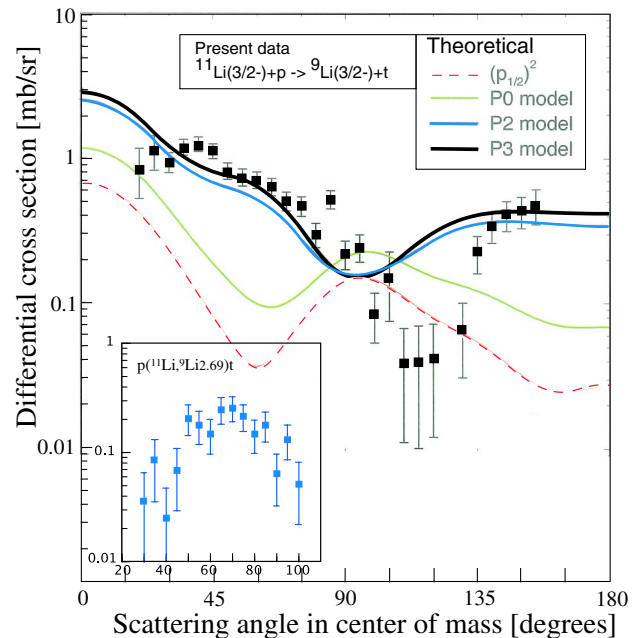 10
1
0.1
0.01
Differential cross section [mb/sr]
Present data
¹¹Li(3/2-)+p -> ⁹Li(3/2-)+t
Theoretical
(p₁/₂)²
P0 model
P2 model
P3 model
p(¹¹Li,⁹Li2.69)t
1
0.1
0.01
20 40 60 80 100
0 45 90 135 180
Scattering angle in center of mass [degrees]